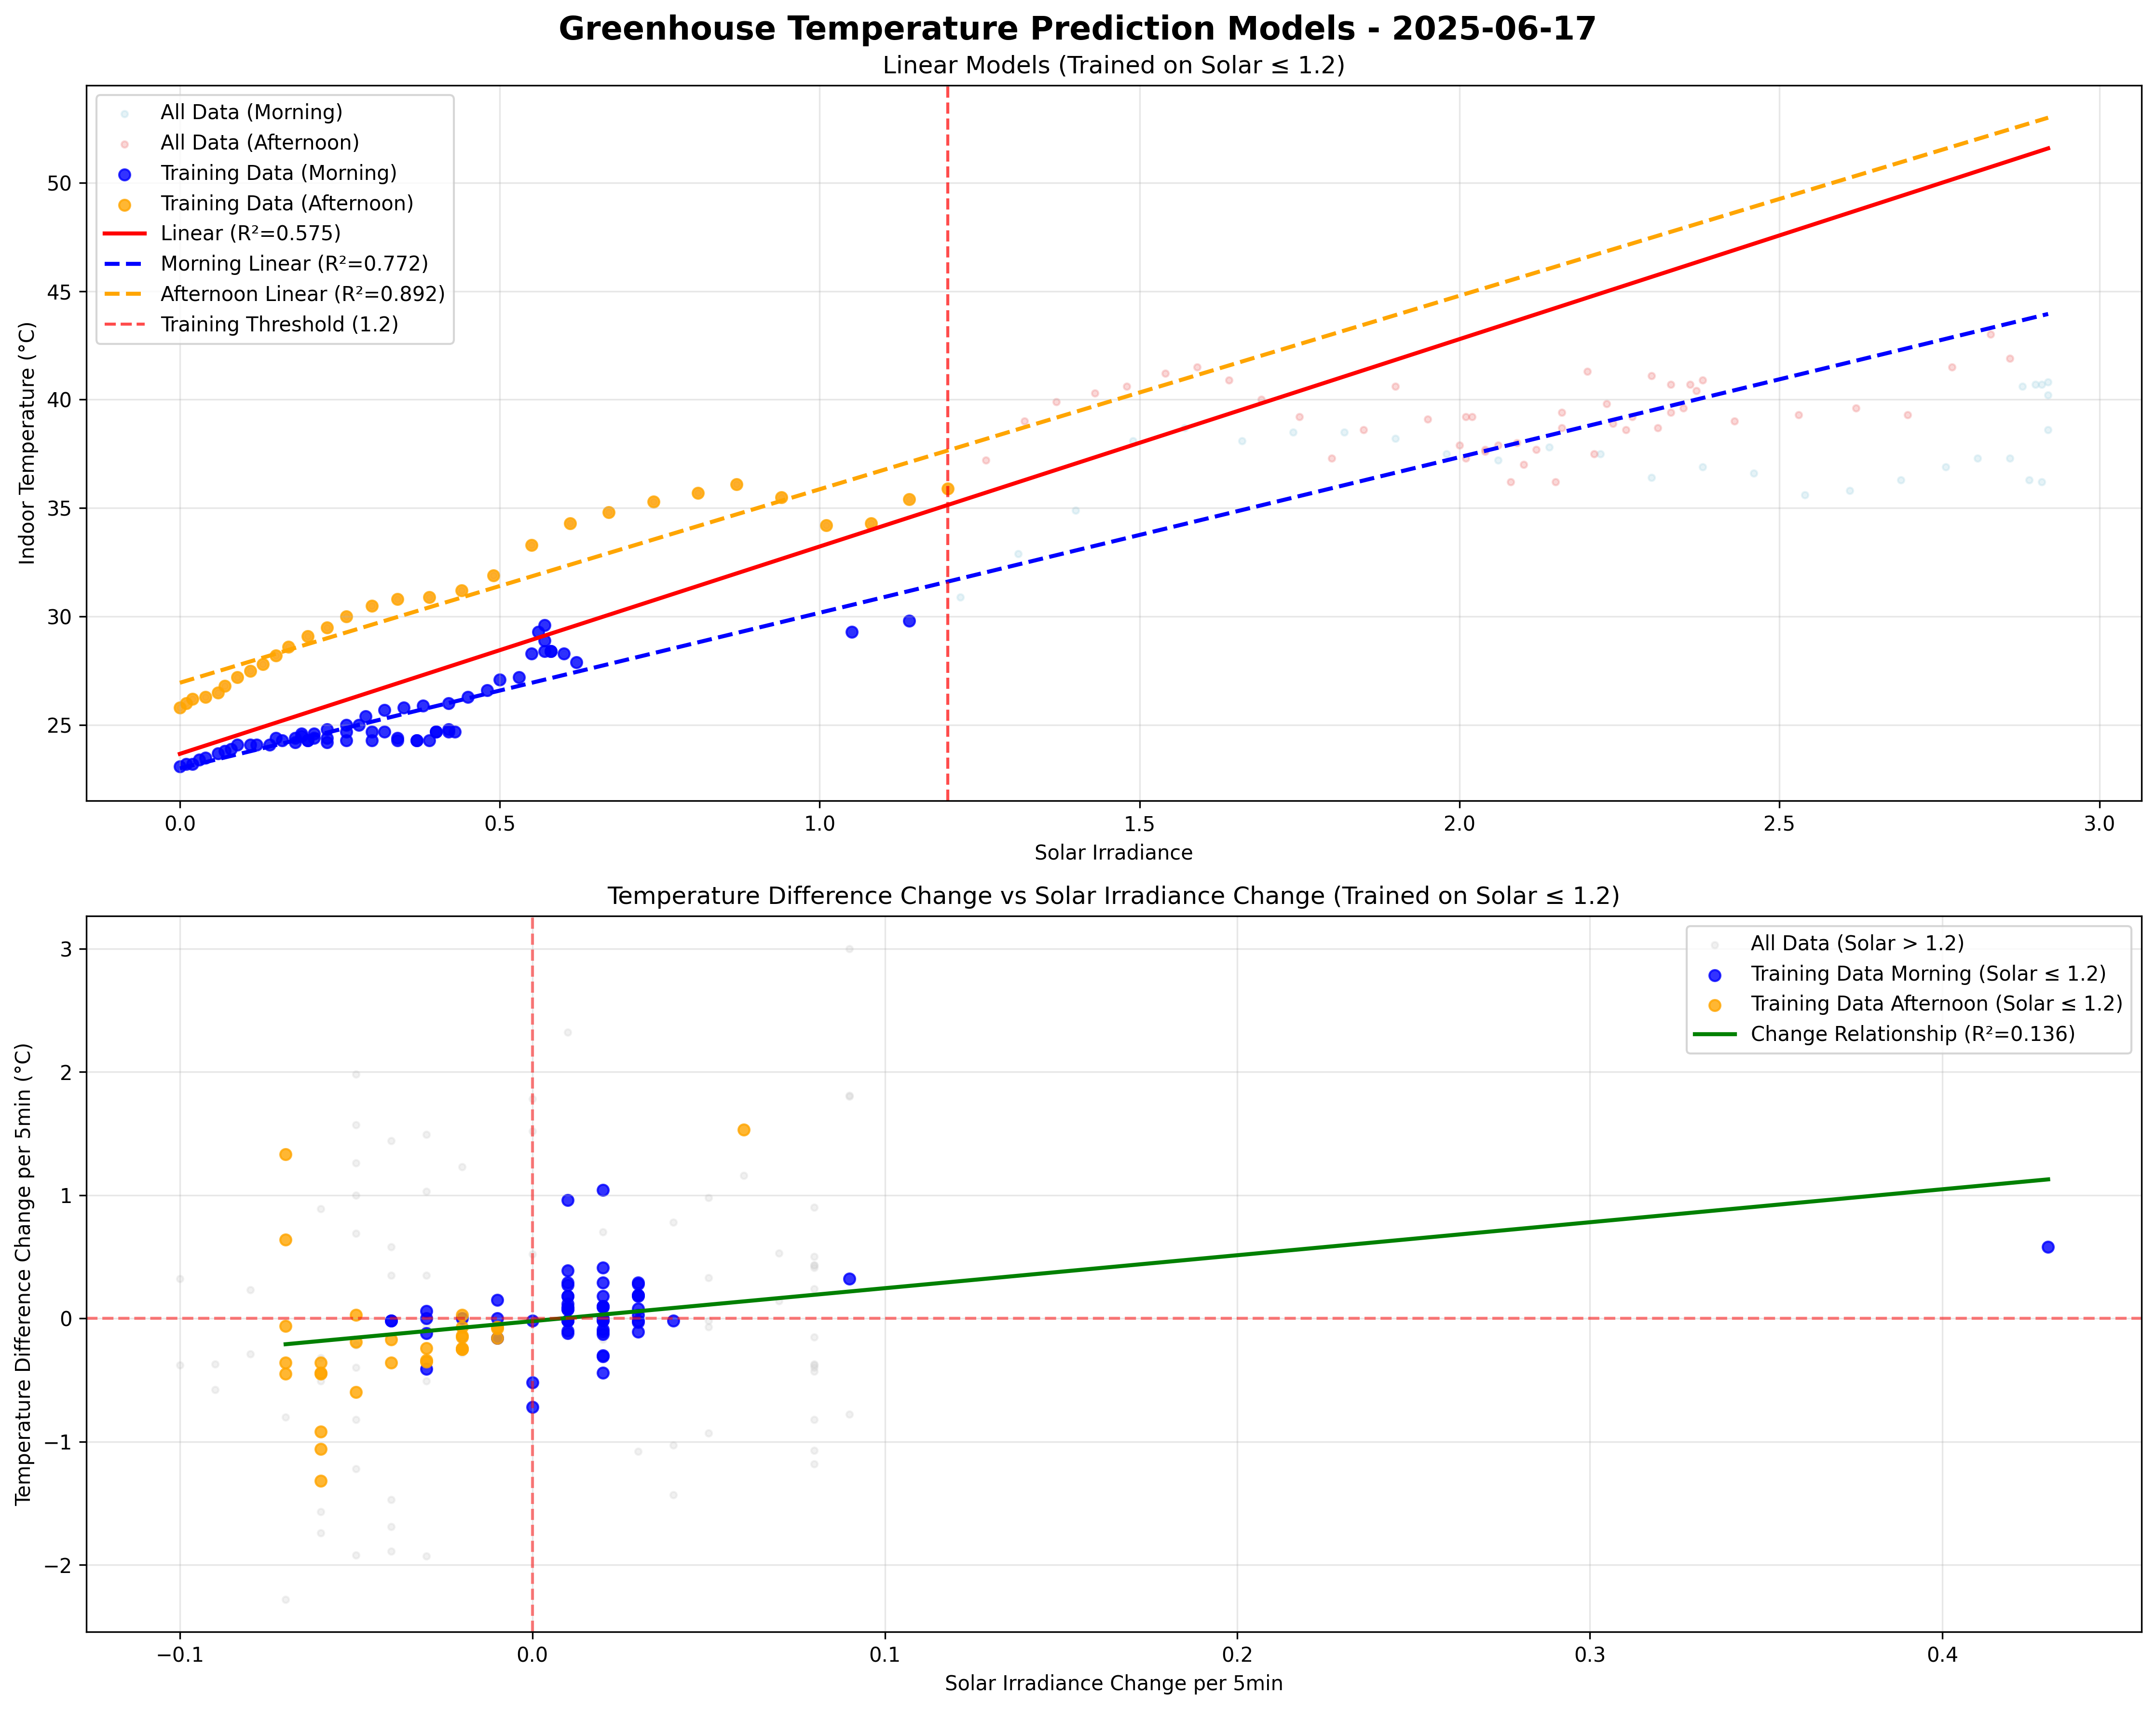 Greenhouse Temperature Prediction Models - 2025-06-17
Linear Models (Trained on Solar ≤ 1.2)
All Data (Morning)
All Data (Afternoon)
Training Data (Morning)
Training Data (Afternoon)
Linear (R²=0.575)
Morning Linear (R²=0.772)
Afternoon Linear (R²=0.892)
Training Threshold (1.2)
Indoor Temperature (°C)
50
45
40
35
30
25
0.0 0.5 1.0 1.5 2.0 2.5 3.0
Solar Irradiance
Temperature Difference Change vs Solar Irradiance Change (Trained on Solar ≤ 1.2)
All Data (Solar > 1.2)
Training Data Morning (Solar ≤ 1.2)
Training Data Afternoon (Solar ≤ 1.2)
Change Relationship (R²=0.136)
Temperature Difference Change per 5min (°C)
3
2
1
0
−1
−2
−0.1 0.0 0.1 0.2 0.3 0.4
Solar Irradiance Change per 5min